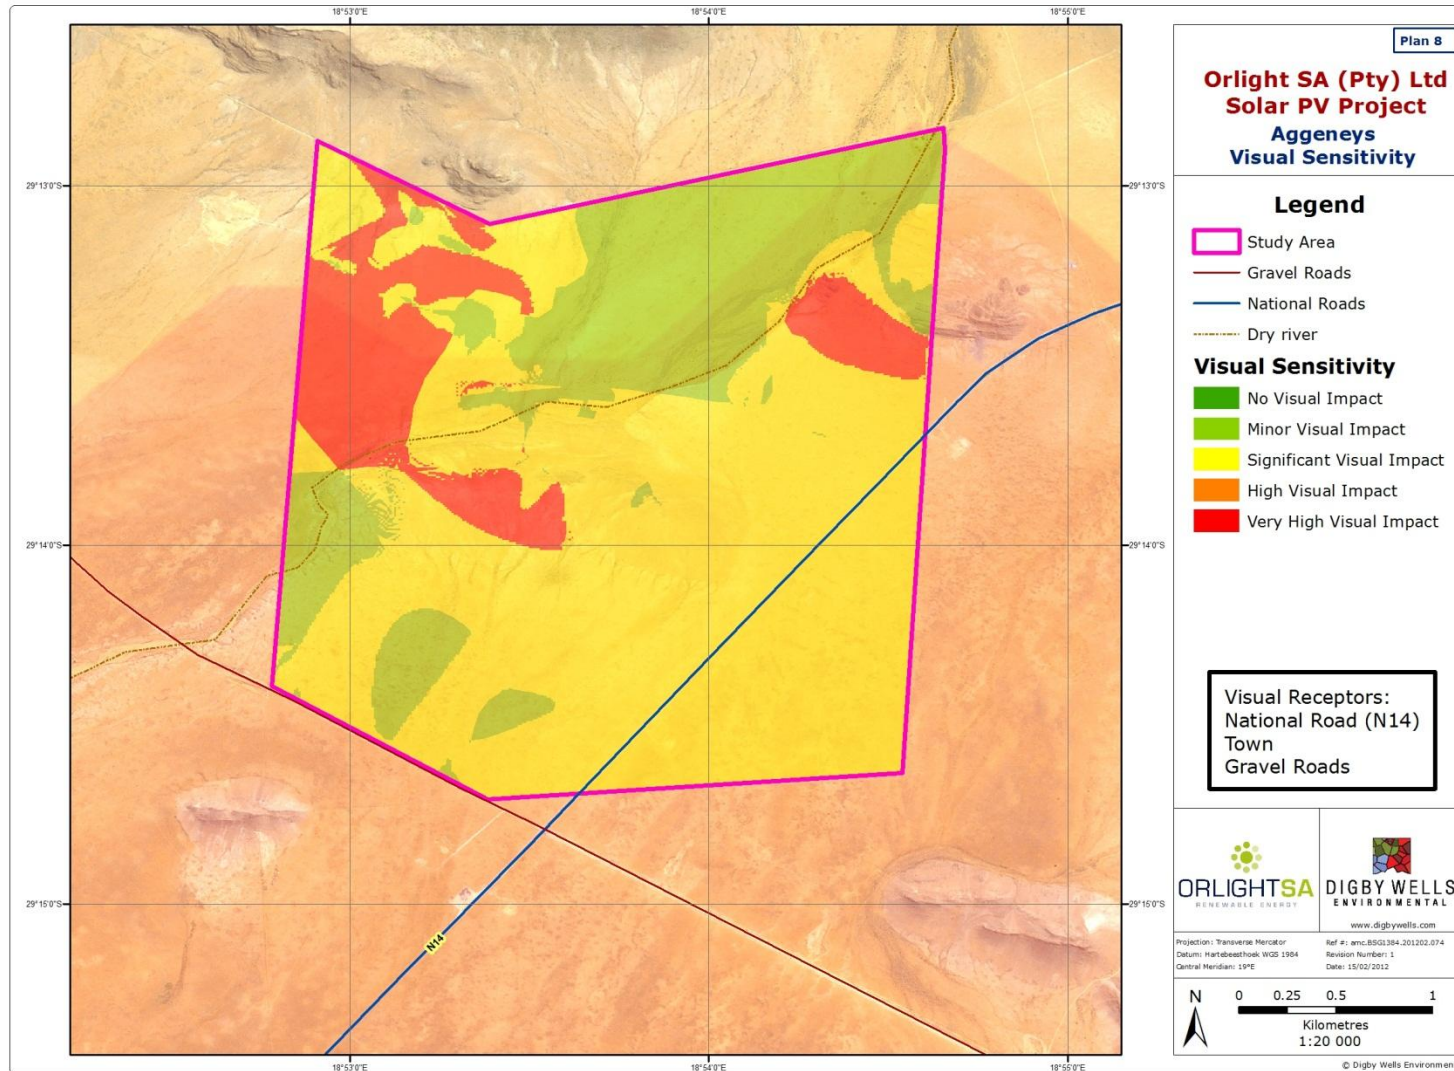 18°53'0"E
18°54'0"E
18°55'0"E
29°13'0"S
29°13'0"S
29°14'0"S
29°14'0"S
29°15'0"S
29°15'0"S
N14
18°53'0"E
18°54'0"E
18°55'0"E
Plan 8
Orlight SA (Pty) Ltd
Solar PV Project
Aggeneys
Visual Sensitivity
Legend
Study Area
Gravel Roads
National Roads
Dry river
Visual Sensitivity
No Visual Impact
Minor Visual Impact
Significant Visual Impact
High Visual Impact
Very High Visual Impact
Visual Receptors:
National Road (N14)
Town
Gravel Roads
ORLIGHTSA
RENEWABLE ENERGY
DIGBY WELLS
ENVIRONMENTAL
www.digbywells.com
Projection: Transverse Mercator
Datum: Hartebeesthoek WGS 1984
Central Meridian: 19°E
Ref #: amc.BSG1384.201202.074
Revision Number: 1
Date: 15/02/2012
N
0 0.25 0.5 1
Kilometres
1:20 000
© Digby Wells Environmen